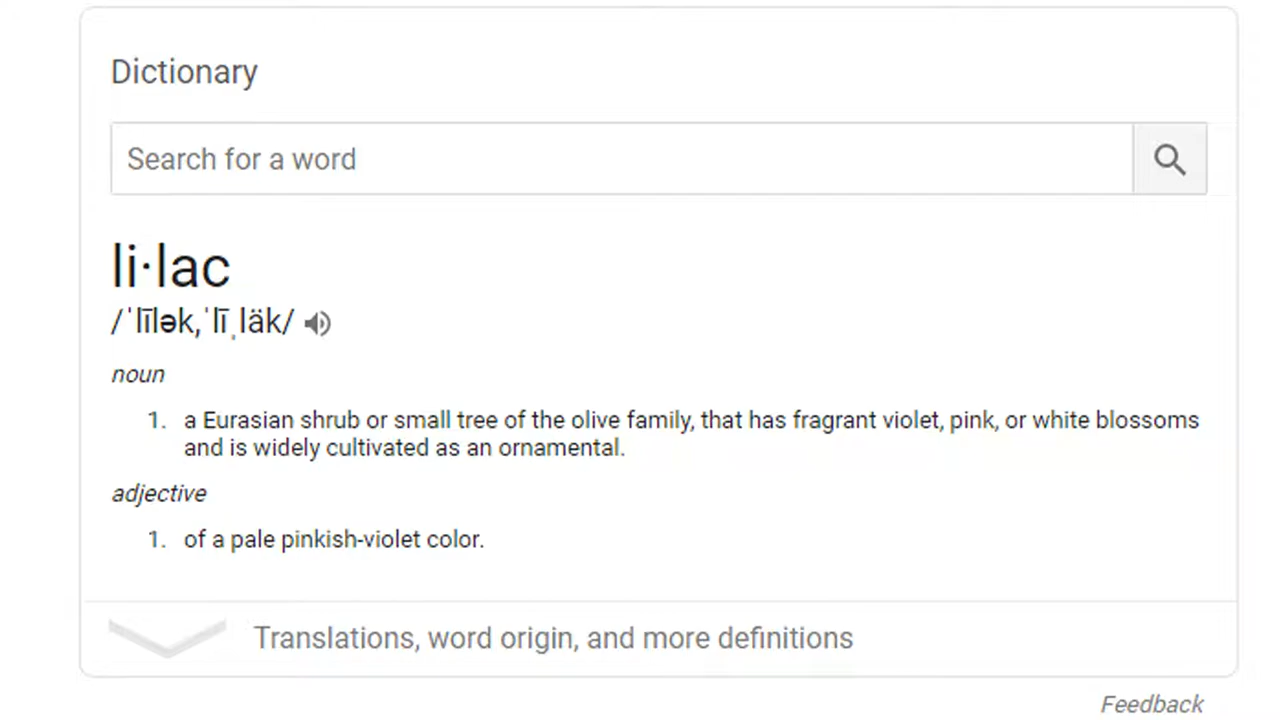 Dictionary
Search for a word
li·lac
/ˈlīlək,ˈlīˌläk/
noun
1. a Eurasian shrub or small tree of the olive family, that has fragrant violet, pink, or white blossoms
and is widely cultivated as an ornamental.
adjective
1. of a pale pinkish-violet color.
Translations, word origin, and more definitions
Feedback